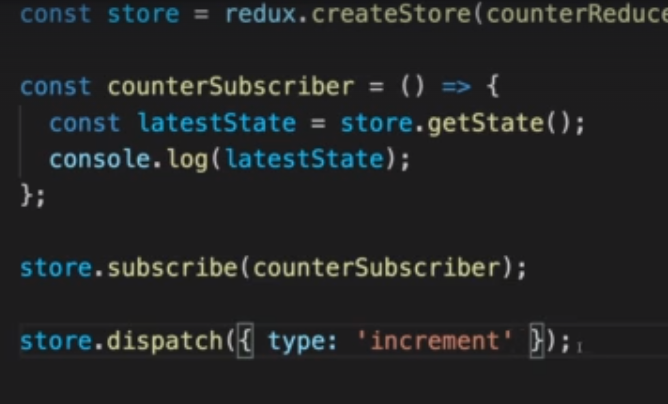 const store = redux.createStore(counterReduce
const counterSubscriber = () => {
const latestState = store.getState();
console.log(latestState);
};
store.subscribe(counterSubscriber);
store.dispatch({ type: 'increment' });